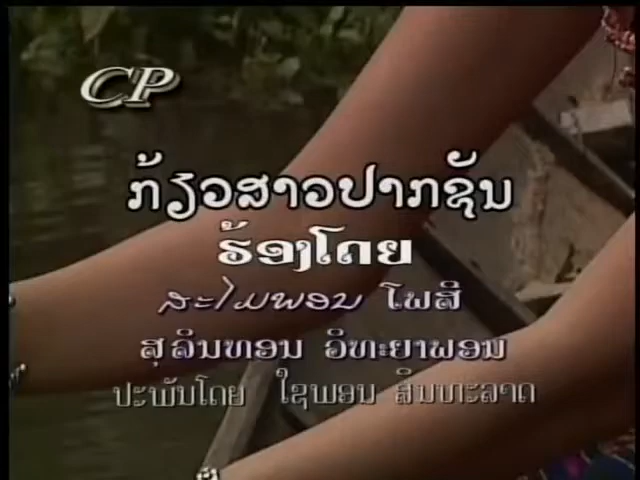 CP
ກ້ຽວສາວປາກຊັນ
ຮ້ອງໂດຍ
ສະໄມພອນ ໂພສີ
ສຸລິນທອນ ວິທະຍາພອນ
ປະພັນໂດຍ ໃຊພອນ ສິນທະລາດ